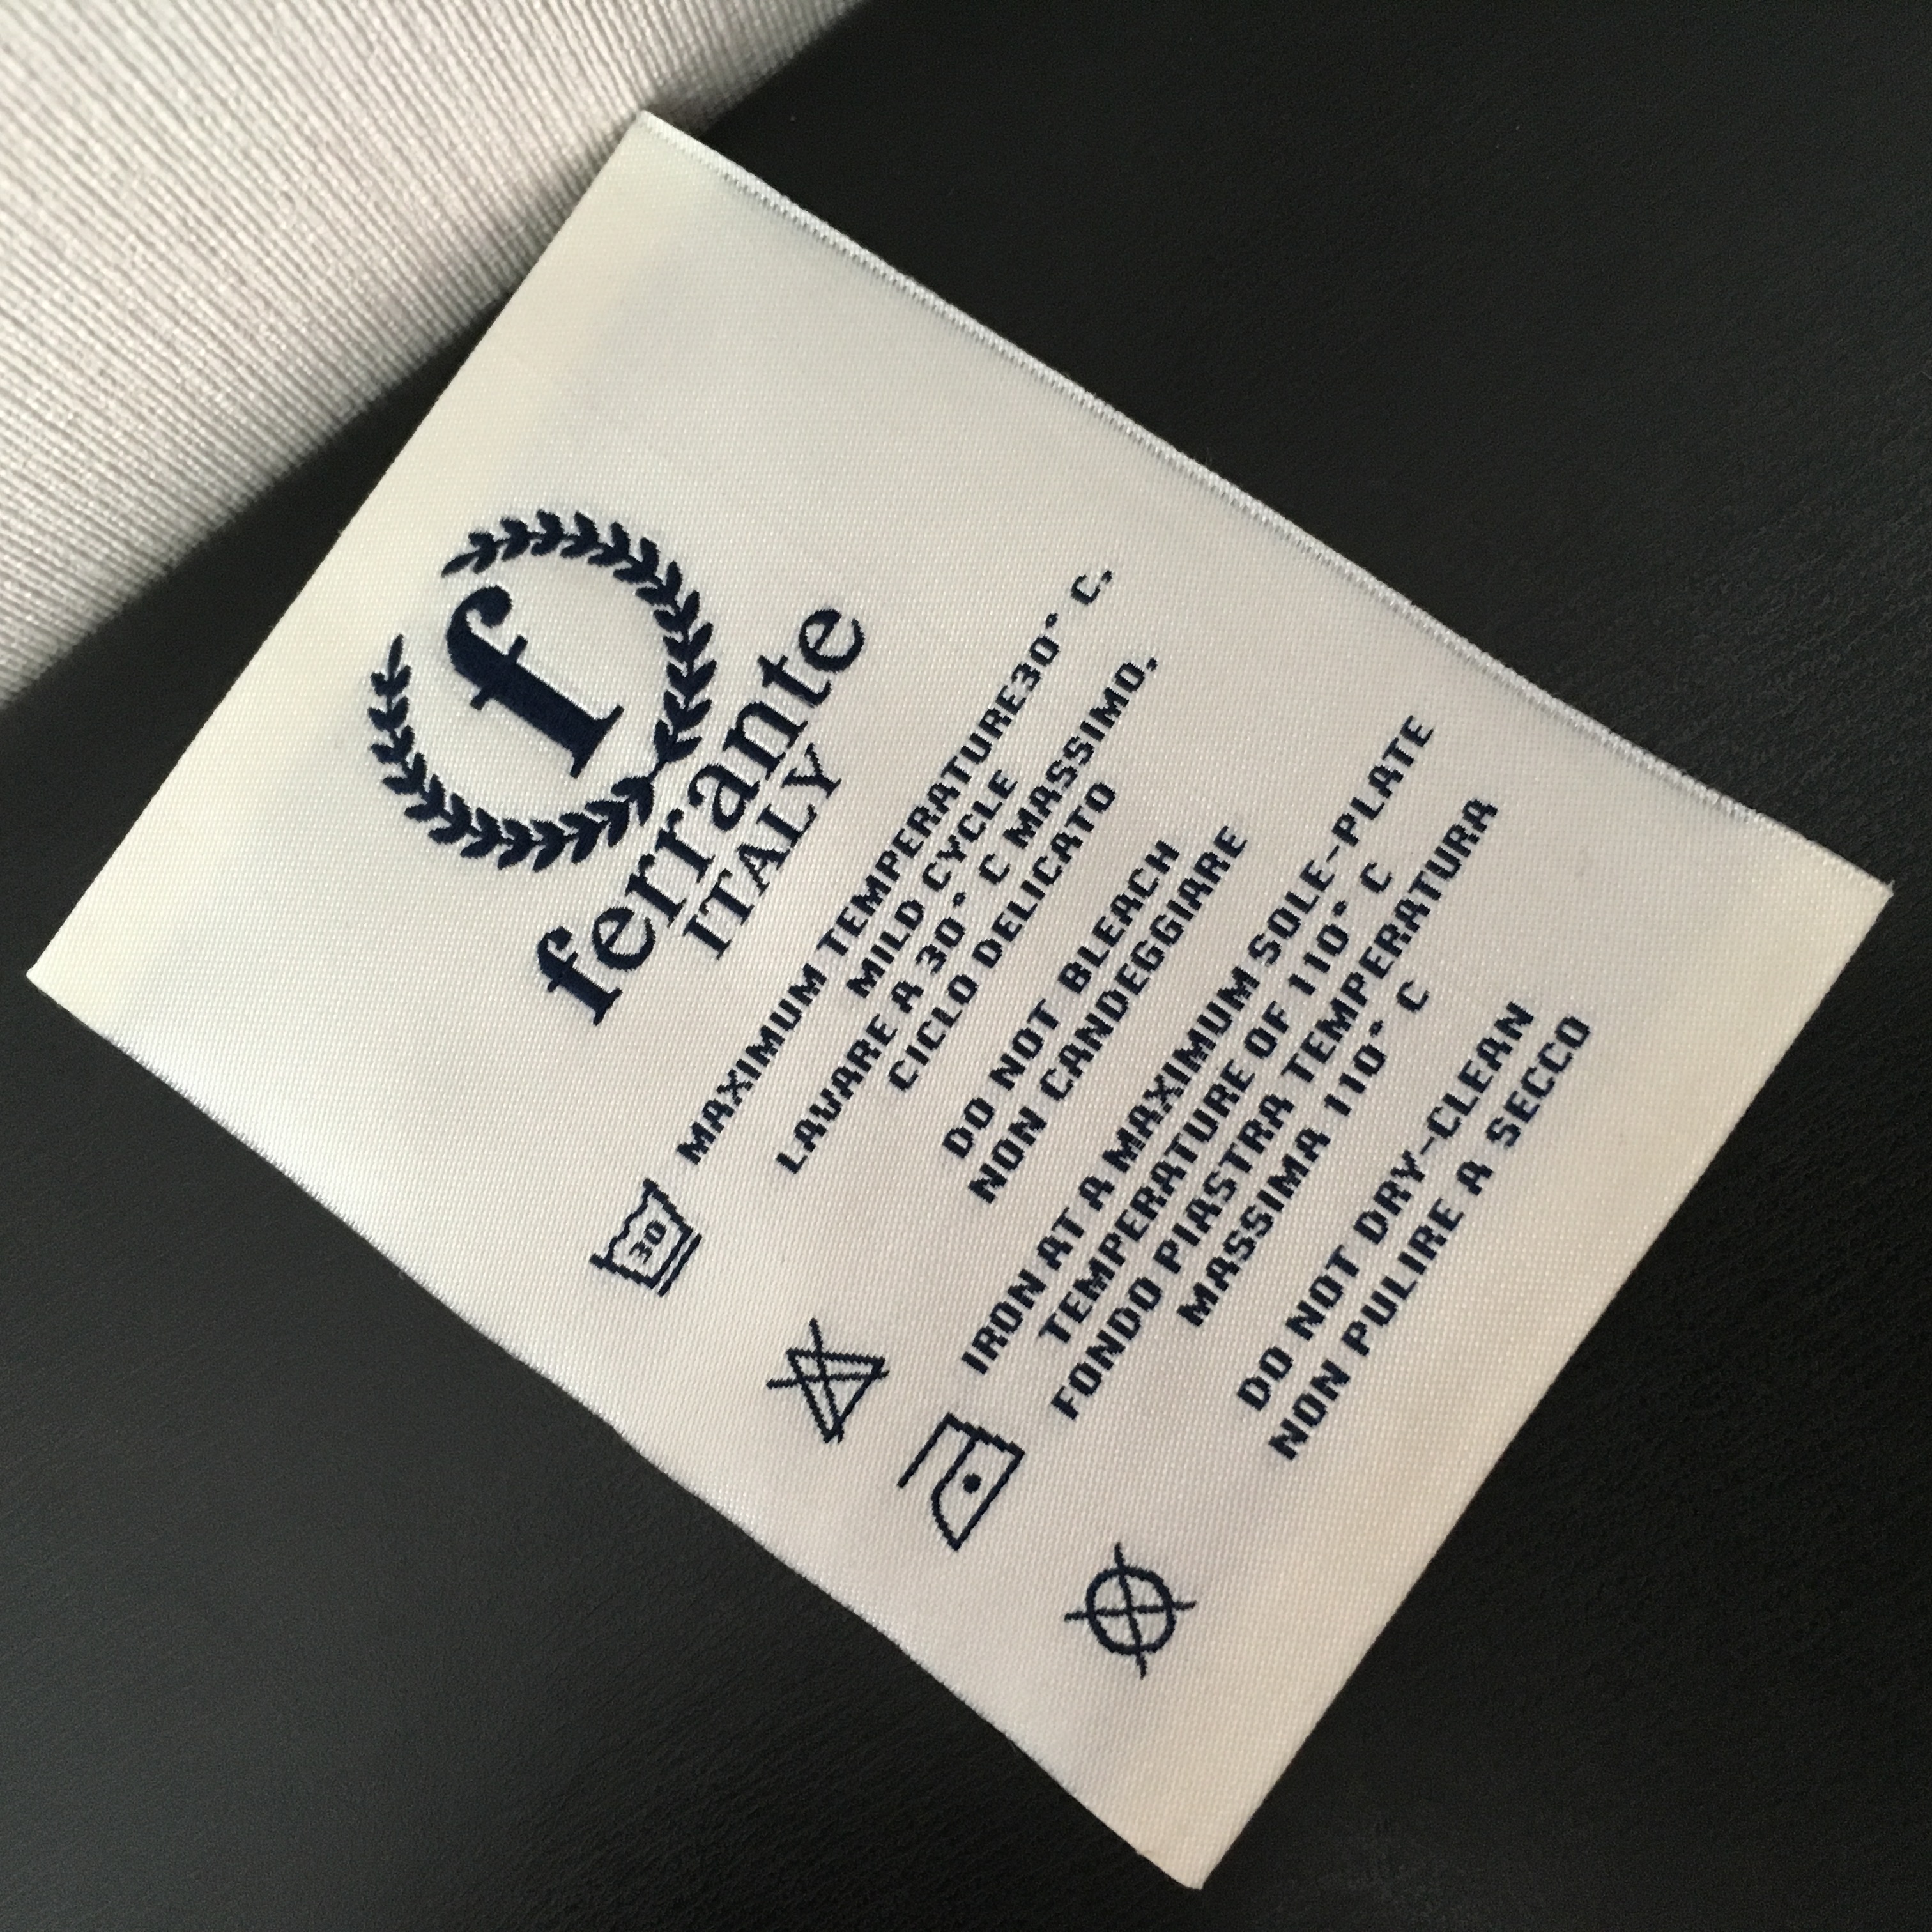 f
ferrante
ITALY
MAXIMUM TEMPERATURE30° C,
MILD CYCLE
LAVARE A 30° C MASSIMO,
CICLO DELICATO
30
DO NOT BLEACH
NON CANDEGGIARE
IRON AT A MAXIMUM SOLE-PLATE
TEMPERATURE OF 110° C
FONDO PIASTRA TEMPERATURA
MASSIMA 110° C
DO NOT DRY-CLEAN
NON PULIRE A SECCO